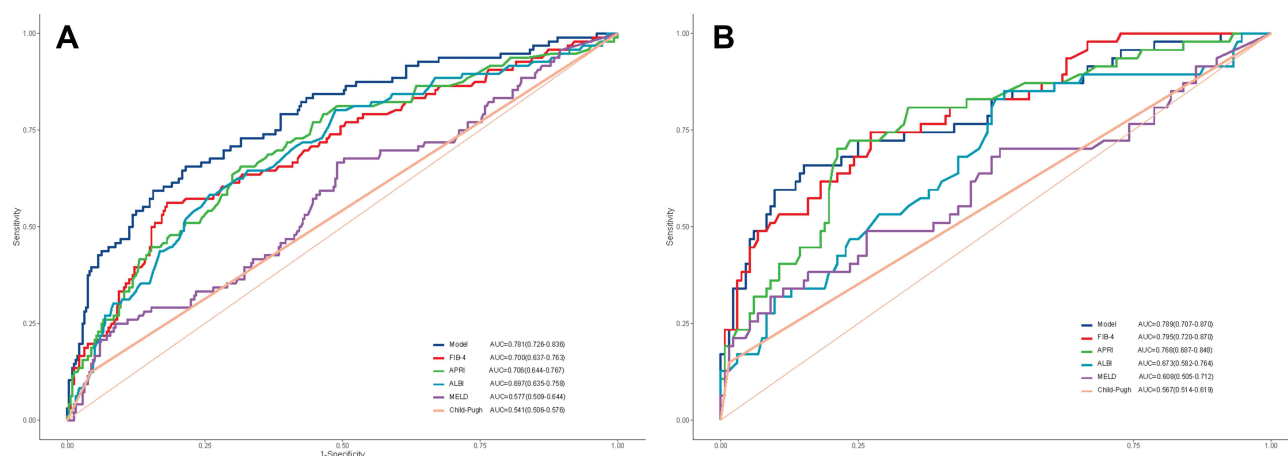 A
1.00
0.75
0.50
0.25
0.00
Sensitivity
Model AUC=0.781(0.726-0.836)
FIB-4 AUC=0.700(0.637-0.763)
APRI AUC=0.706(0.644-0.767)
ALBI AUC=0.697(0.635-0.758)
MELD AUC=0.577(0.509-0.644)
Child-Pugh AUC=0.541(0.506-0.576)
0.00 0.25 0.50 0.75 1.00
1-Specificity
B
1.00
0.75
0.50
0.25
0.00
Sensitivity
Model AUC=0.789(0.707-0.870)
FIB-4 AUC=0.795(0.720-0.870)
APRI AUC=0.768(0.687-0.848)
ALBI AUC=0.673(0.582-0.764)
MELD AUC=0.608(0.505-0.712)
Child-Pugh AUC=0.567(0.514-0.619)
0.00 0.25 0.75 1.00